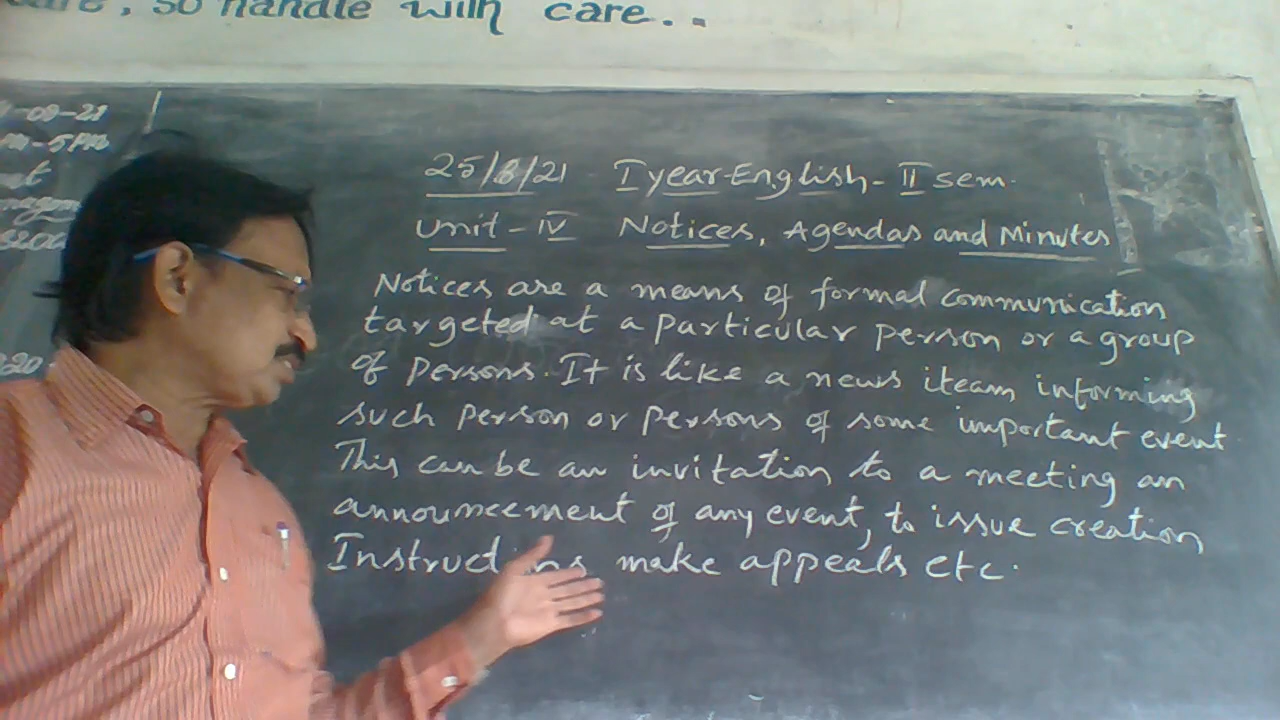 so handle with care..
-09-21
-5PM
25/8/21 I year-English-II sem.
Unit-IV Notices, Agendas and Minutes
Notices are a means of formal communication
targeted at a particular person or a group
of persons. It is like a news iteam informing
such person or persons of some important event
This can be an invitation to a meeting an
announcement of any event, to issue creation
make appeals etc.